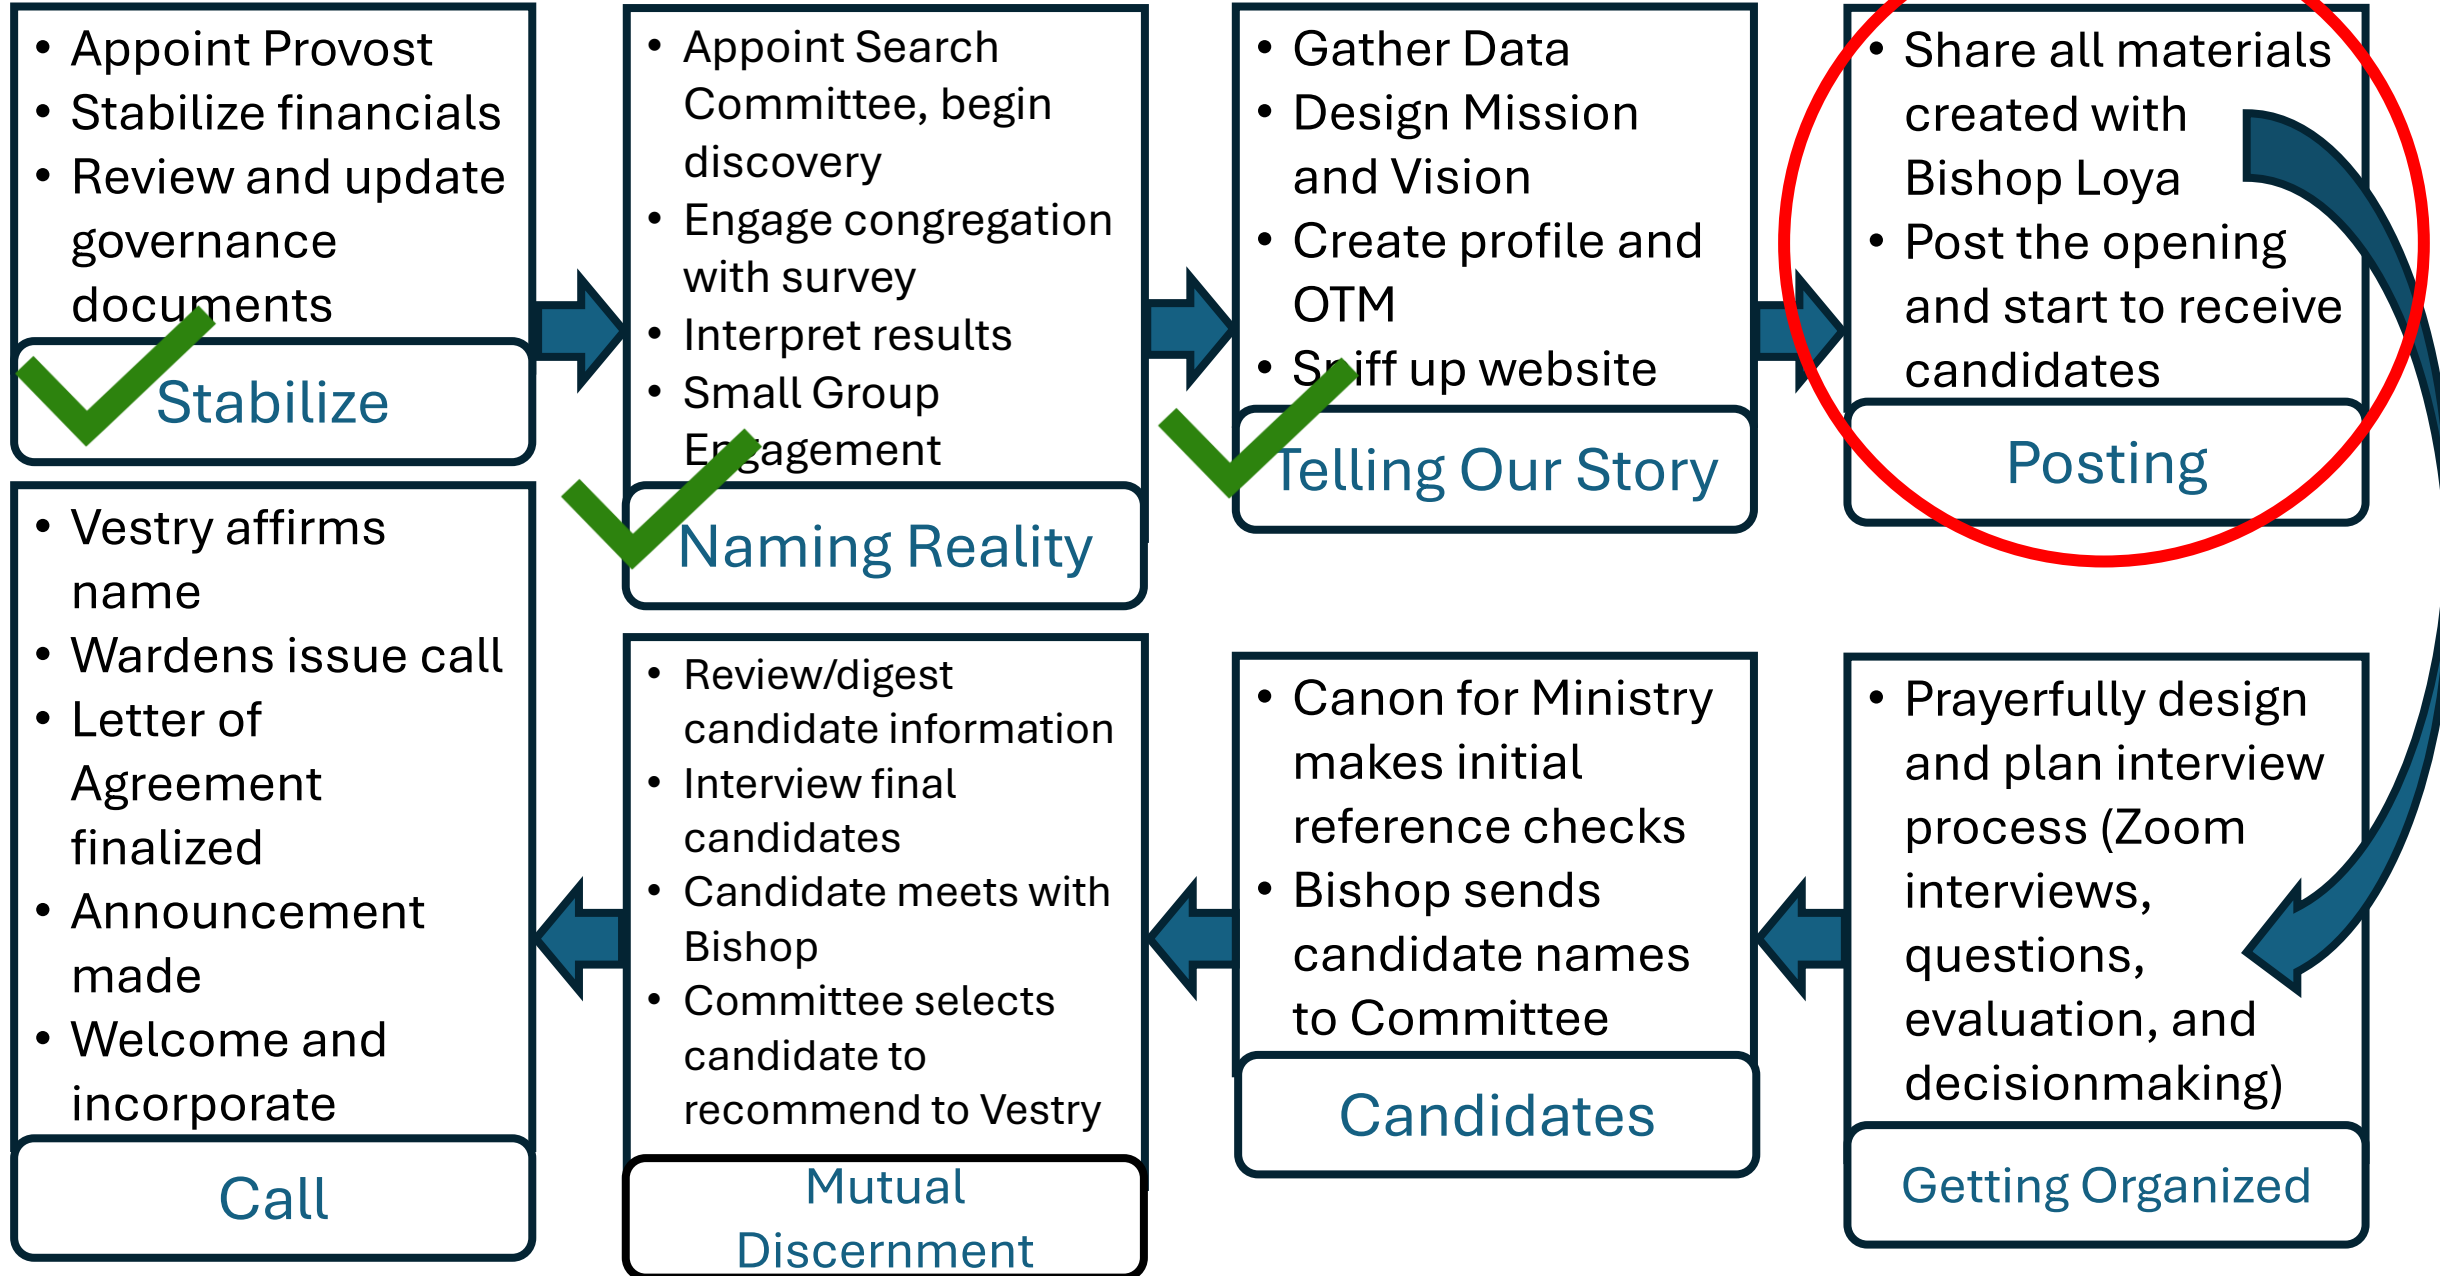 • Appoint Provost
• Stabilize financials
• Review and update
governance
documents
Stabilize
• Appoint Search
Committee, begin
discovery
• Engage congregation
with survey
• Interpret results
• Small Group
Engagement
Naming Reality
• Gather Data
• Design Mission
and Vision
• Create profile and
OTM
• Spiff up website
Telling Our Story
• Share all materials
created with
Bishop Loya
• Post the opening
and start to receive
candidates
Posting
• Prayerfully design
and plan interview
process (Zoom
interviews,
questions,
evaluation, and
decisionmaking)
Getting Organized
• Canon for Ministry
makes initial
reference checks
• Bishop sends
candidate names
to Committee
Candidates
• Review/digest
candidate information
• Interview final
candidates
• Candidate meets with
Bishop
• Committee selects
candidate to
recommend to Vestry
Mutual
Discernment
• Vestry affirms
name
• Wardens issue call
• Letter of
Agreement
finalized
• Announcement
made
• Welcome and
incorporate
Call